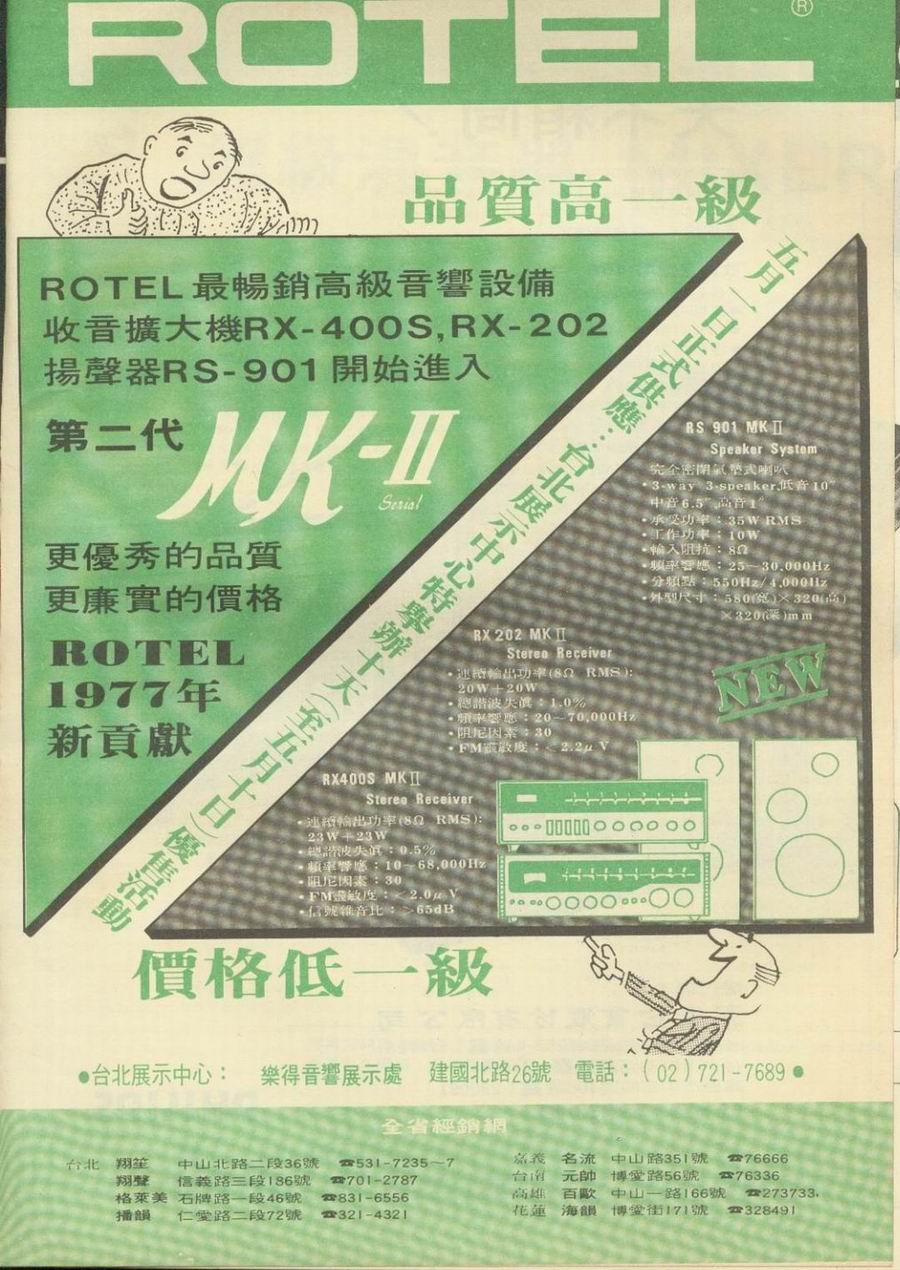 ROTEL®
品質高一級
ROTEL 最暢銷高級音響設備
收音擴大機RX-400S,RX-202
揚聲器RS-901開始進入
第二代 MK-II
Serial
更優秀的品質
更廉實的價格
ROTEL
1977年
新貢獻
五月一日正式供應:台北展示中心特舉辦十天(至五月十日)優售活動
RS 901 MKⅡ
Speaker System
完全密閉氣墊式喇叭
•3-way 3-speaker,低音10"
中音6.5",高音1"
•承受功率:35W RMS
•工作功率:10W
•輸入阻抗:8Ω
•頻率響應:25~30,000Hz
•分頻點:550Hz/4,000Hz
•外型尺寸:580(寬)×320(高)
×320(深)mm
RX 202 MKⅡ
Stereo Receiver
•連續輸出功率(8Ω RMS):
20W+20W
•總諧波失眞:1.0%
•頻率響應:20~70,000Hz
•阻尼因素:30
•FM靈敏度:<2.2μV
NEW
RX400S MKⅡ
Stereo Receiver
•連續輸出功率(8Ω RMS):
23W+23W
•總諧波失眞:0.5%
•頻率響應:10~68,000Hz
•阻尼因素:30
•FM靈敏度:<2.0μV
•信號雜音比:>65dB
價格低一級
●台北展示中心: 樂得音響展示處 建國北路26號 電話:(02)721-7689●
全省經銷網
台北 翔笙 中山北路二段36號 ☎531-7235~7
翔聲 信義路三段186號 ☎701-2787
格萊美 石牌路一段46號 ☎831-6556
播韻 仁愛路二段72號 ☎321-4321
嘉義 名流 中山路351號 ☎76666
台南 元帥 博愛路56號 ☎76336
高雄 百歐 中山一路166號 ☎273733.
花蓮 海韻 博愛街171號 ☎328491